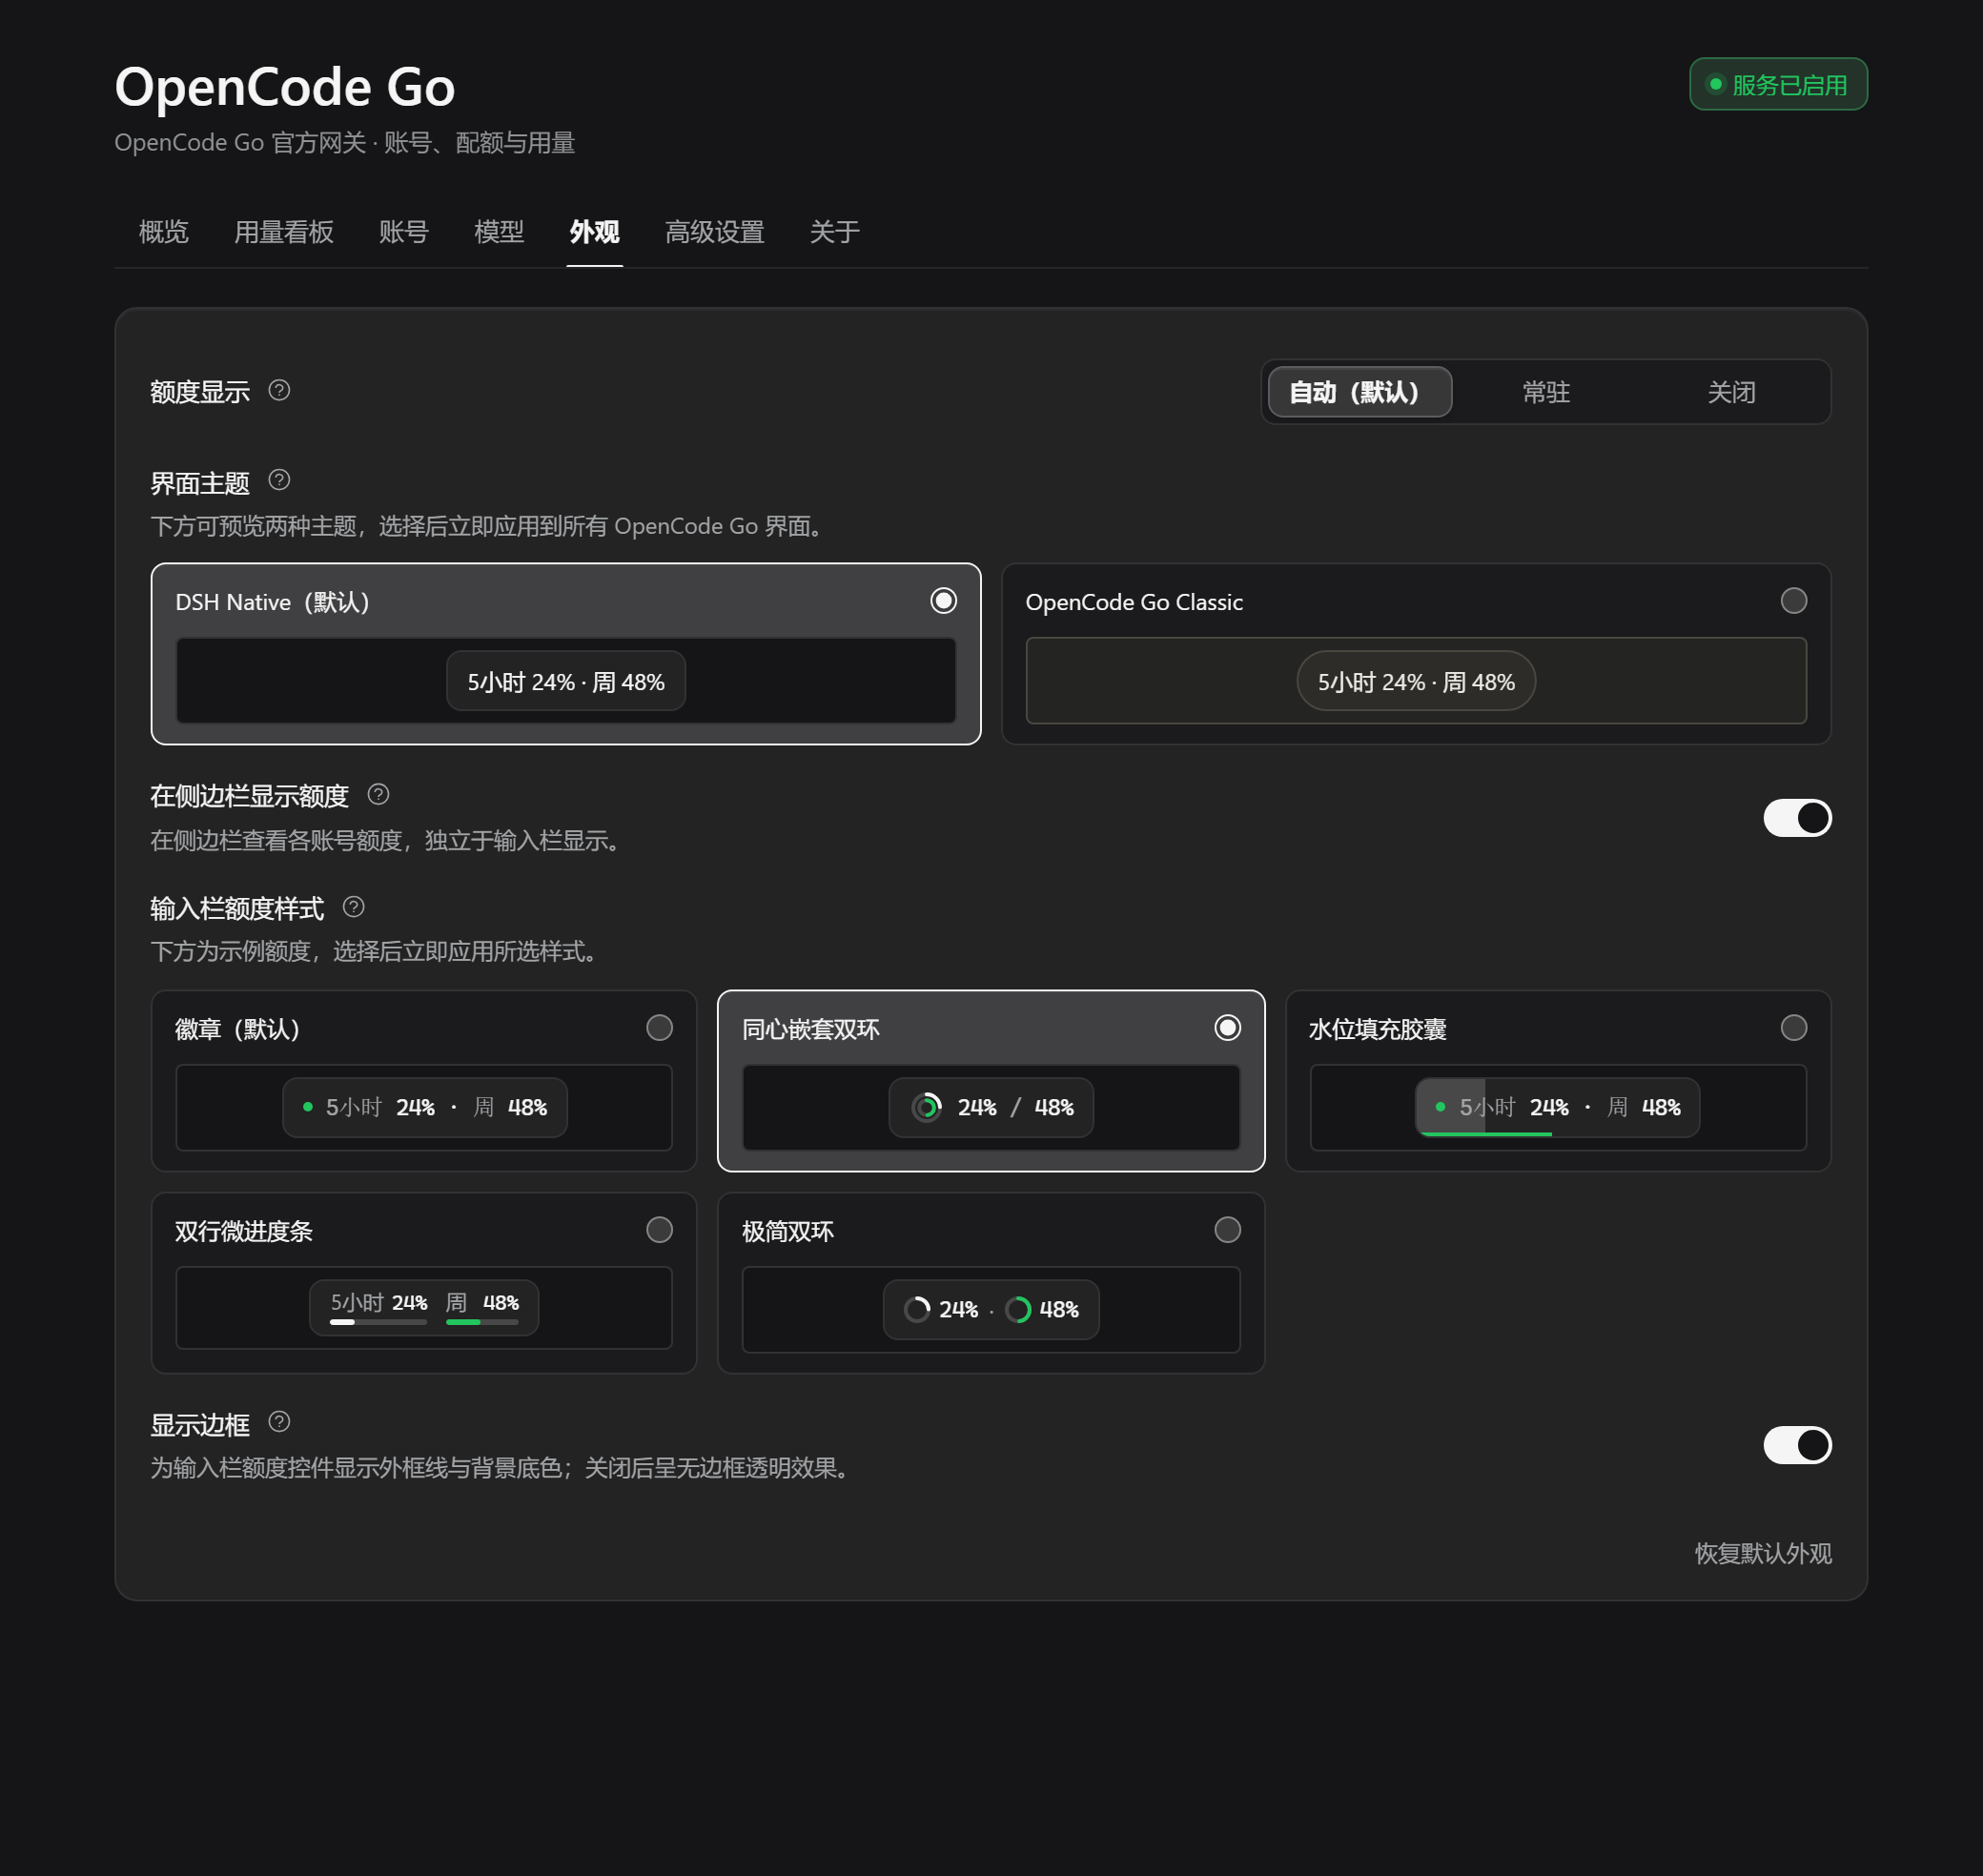 OpenCode Go
服务已启用
OpenCode Go 官方网关 · 账号、配额与用量
概览 用量看板 账号 模型 外观 高级设置 关于
额度显示 ?
自动（默认） 常驻 关闭
界面主题 ?
下方可预览两种主题，选择后立即应用到所有 OpenCode Go 界面。
DSH Native（默认）
5小时 24% · 周 48%
OpenCode Go Classic
5小时 24% · 周 48%
在侧边栏显示额度 ?
在侧边栏查看各账号额度，独立于输入栏显示。
输入栏额度样式 ?
下方为示例额度，选择后立即应用所选样式。
徽章（默认）
5小时 24% · 周 48%
同心嵌套双环
24% / 48%
水位填充胶囊
5小时 24% · 周 48%
双行微进度条
5小时 24% 周 48%
极简双环
24% · 48%
显示边框 ?
为输入栏额度控件显示外框线与背景底色；关闭后呈无边框透明效果。
恢复默认外观